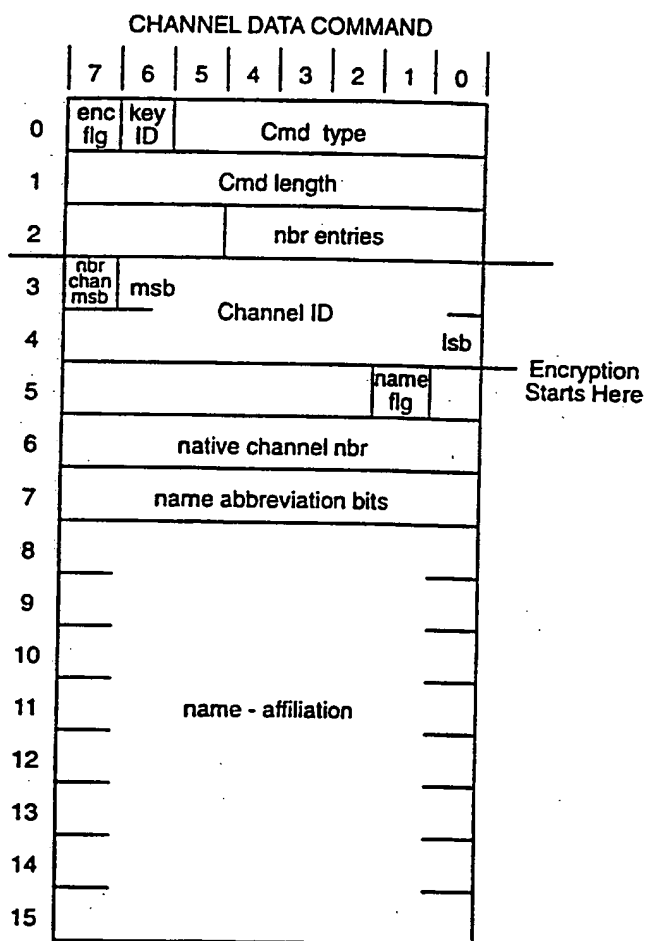 CHANNEL DATA COMMAND
7 6 5 4 3 2 1 0
0 enc flg key ID Cmd type
1 Cmd length
2 nbr entries
3 nbr chan msb msb
Channel ID
4 lsb
Encryption Starts Here
5 name flg
6 native channel nbr
7 name abbreviation bits
8
9
10
11 name - affiliation
12
13
14
15